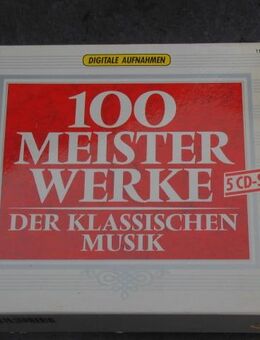 DIGITALE AUFNAHMEN
100
MEISTER
WERKE
5 CD-S
DER KLASSISCHEN
MUSIK